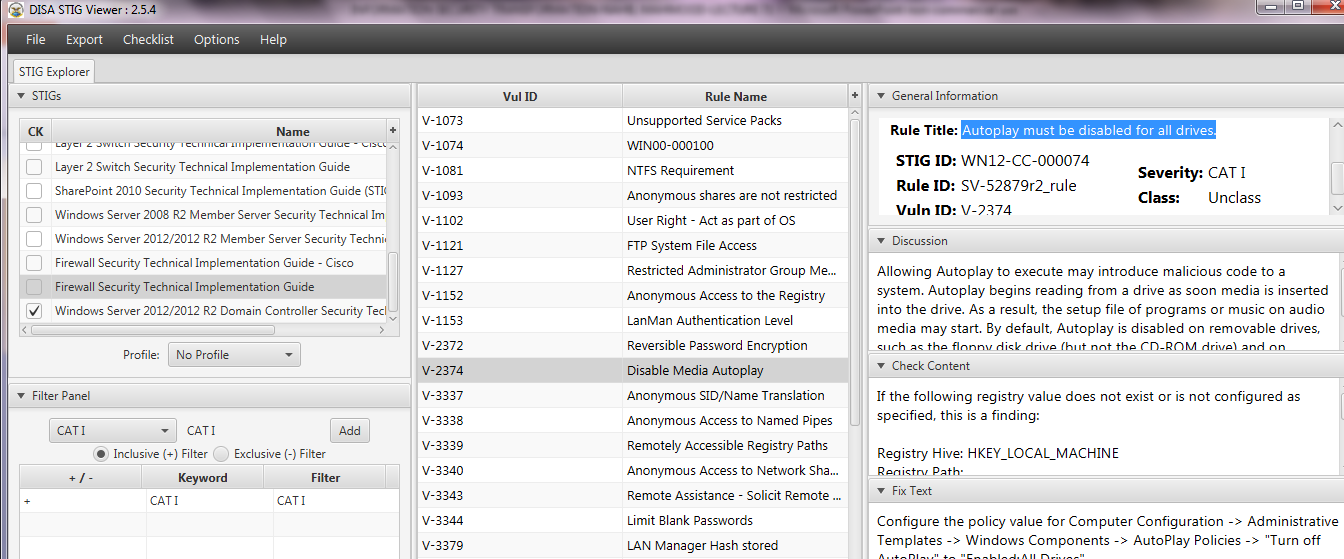 DISA STIG Viewer : 2.5.4
File Export Checklist Options Help
STIG Explorer
STIGs
CK Name +
Layer 2 Switch Security Technical Implementation Guide - Cisco
Layer 2 Switch Security Technical Implementation Guide
SharePoint 2010 Security Technical Implementation Guide (STIG
Windows Server 2008 R2 Member Server Security Technical Im
Windows Server 2012/2012 R2 Member Server Security Techni
Firewall Security Technical Implementation Guide - Cisco
Firewall Security Technical Implementation Guide
Windows Server 2012/2012 R2 Domain Controller Security Tec
Profile: No Profile
Filter Panel
CAT I CAT I Add
Inclusive (+) Filter Exclusive (-) Filter
+ / - Keyword Filter
+ CAT I CAT I
Vul ID Rule Name +
V-1073 Unsupported Service Packs
V-1074 WIN00-000100
V-1081 NTFS Requirement
V-1093 Anonymous shares are not restricted
V-1102 User Right - Act as part of OS
V-1121 FTP System File Access
V-1127 Restricted Administrator Group Me...
V-1152 Anonymous Access to the Registry
V-1153 LanMan Authentication Level
V-2372 Reversible Password Encryption
V-2374 Disable Media Autoplay
V-3337 Anonymous SID/Name Translation
V-3338 Anonymous Access to Named Pipes
V-3339 Remotely Accessible Registry Paths
V-3340 Anonymous Access to Network Sha...
V-3343 Remote Assistance - Solicit Remote ...
V-3344 Limit Blank Passwords
V-3379 LAN Manager Hash stored
General Information
Rule Title: Autoplay must be disabled for all drives.
STIG ID: WN12-CC-000074
Rule ID: SV-52879r2_rule
Vuln ID: V-2374
Severity: CAT I
Class: Unclass
Discussion
Allowing Autoplay to execute may introduce malicious code to a
system. Autoplay begins reading from a drive as soon media is inserted
into the drive. As a result, the setup file of programs or music on audio
media may start. By default, Autoplay is disabled on removable drives,
such as the floppy disk drive (but not the CD-ROM drive) and on
Check Content
If the following registry value does not exist or is not configured as
specified, this is a finding:
Registry Hive: HKEY_LOCAL_MACHINE
Registry Path:
Fix Text
Configure the policy value for Computer Configuration -> Administrative
Templates -> Windows Components -> AutoPlay Policies -> "Turn off
AutoPlay" to "Enabled:All Drives"